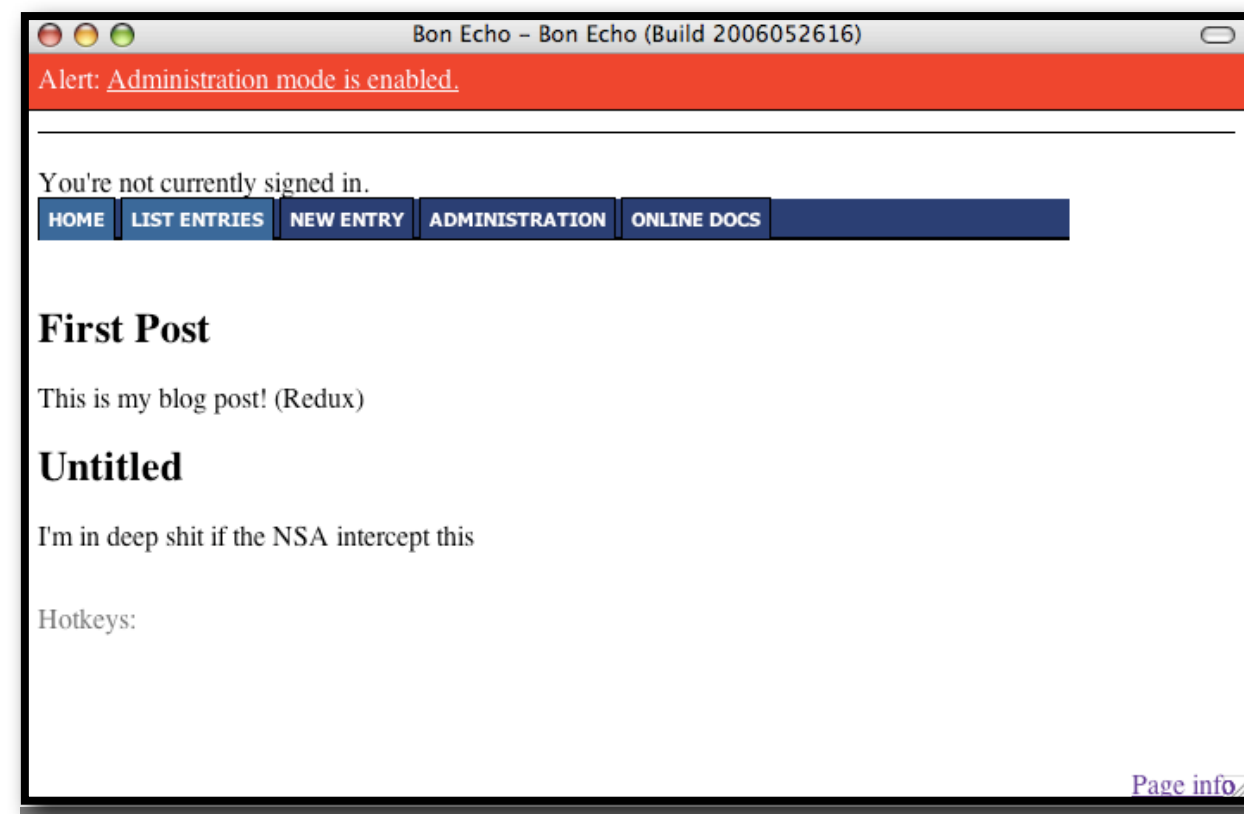 Bon Echo – Bon Echo (Build 2006052616)
Alert: Administration mode is enabled.
You're not currently signed in.
HOME LIST ENTRIES NEW ENTRY ADMINISTRATION ONLINE DOCS
First Post
This is my blog post! (Redux)
Untitled
I'm in deep shit if the NSA intercept this
Hotkeys:
Page info